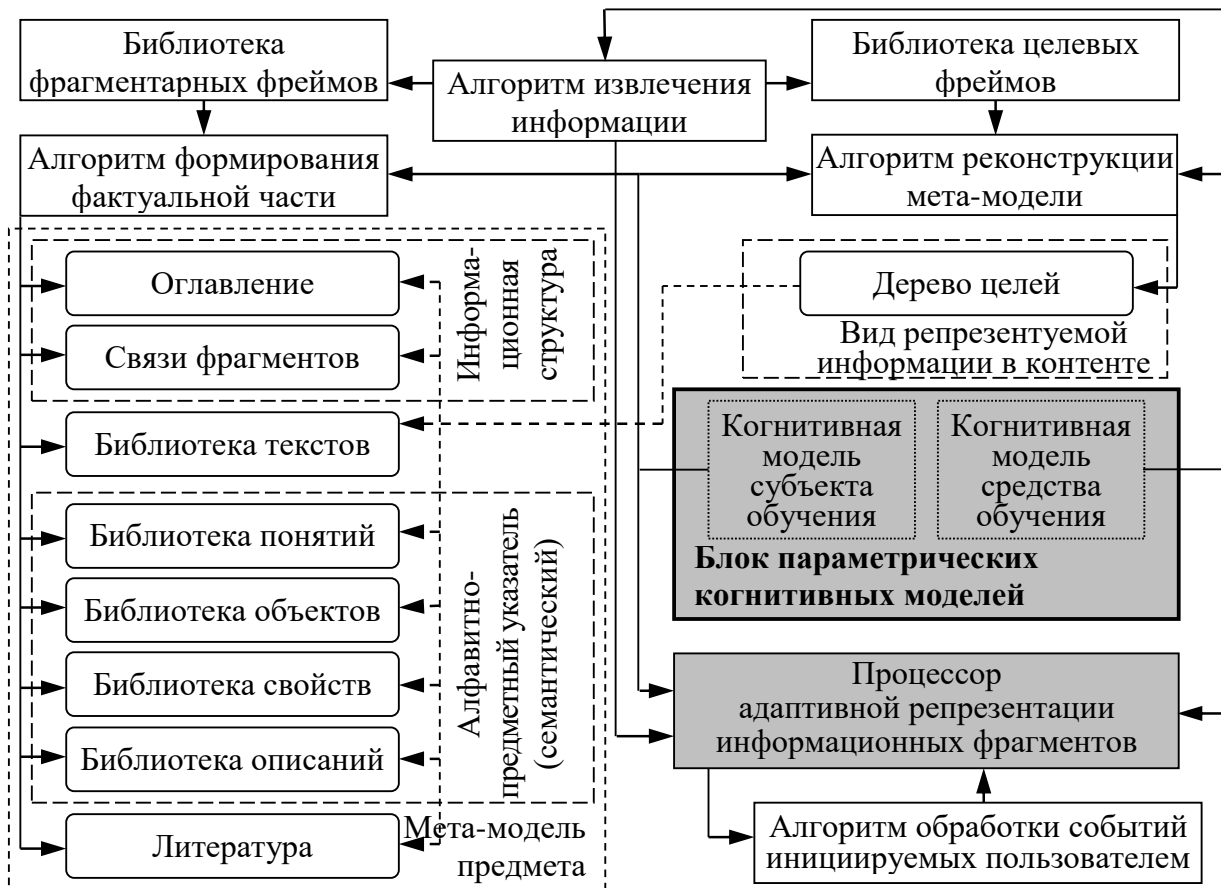 Библиотека
фрагментарных фреймов
Алгоритм извлечения
информации
Библиотека целевых
фреймов
Алгоритм формирования
фактуальной части
Алгоритм реконструкции
мета-модели
Оглавление
Связи фрагментов
Информа-
ционная
структура
Дерево целей
Вид репрезентуемой
информации в контенте
Библиотека текстов
Когнитивная
модель
субъекта
обучения
Когнитивная
модель
средства
обучения
Блок параметрических
когнитивных моделей
Библиотека понятий
Библиотека объектов
Библиотека свойств
Библиотека описаний
Алфавитно-
предметный указатель
(семантический)
Процессор
адаптивной репрезентации
информационных фрагментов
Литература
Мета-модель
предмета
Алгоритм обработки событий
инициируемых пользователем